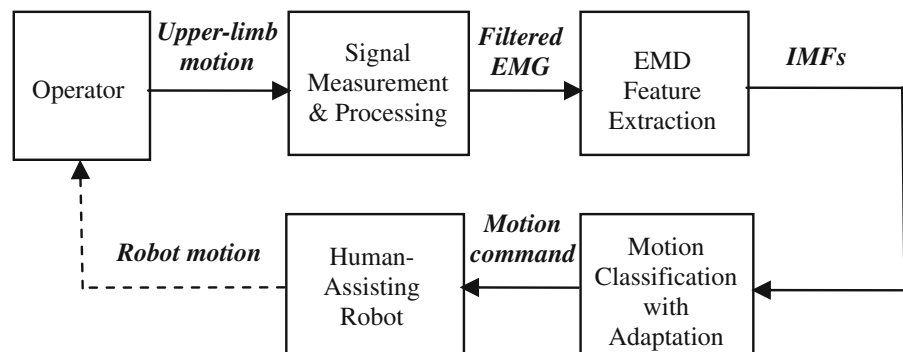 Operator
Upper-limb
motion
Signal
Measurement
& Processing
Filtered
EMG
EMD
Feature
Extraction
IMFs
Robot motion
Human-
Assisting
Robot
Motion
command
Motion
Classification
with
Adaptation